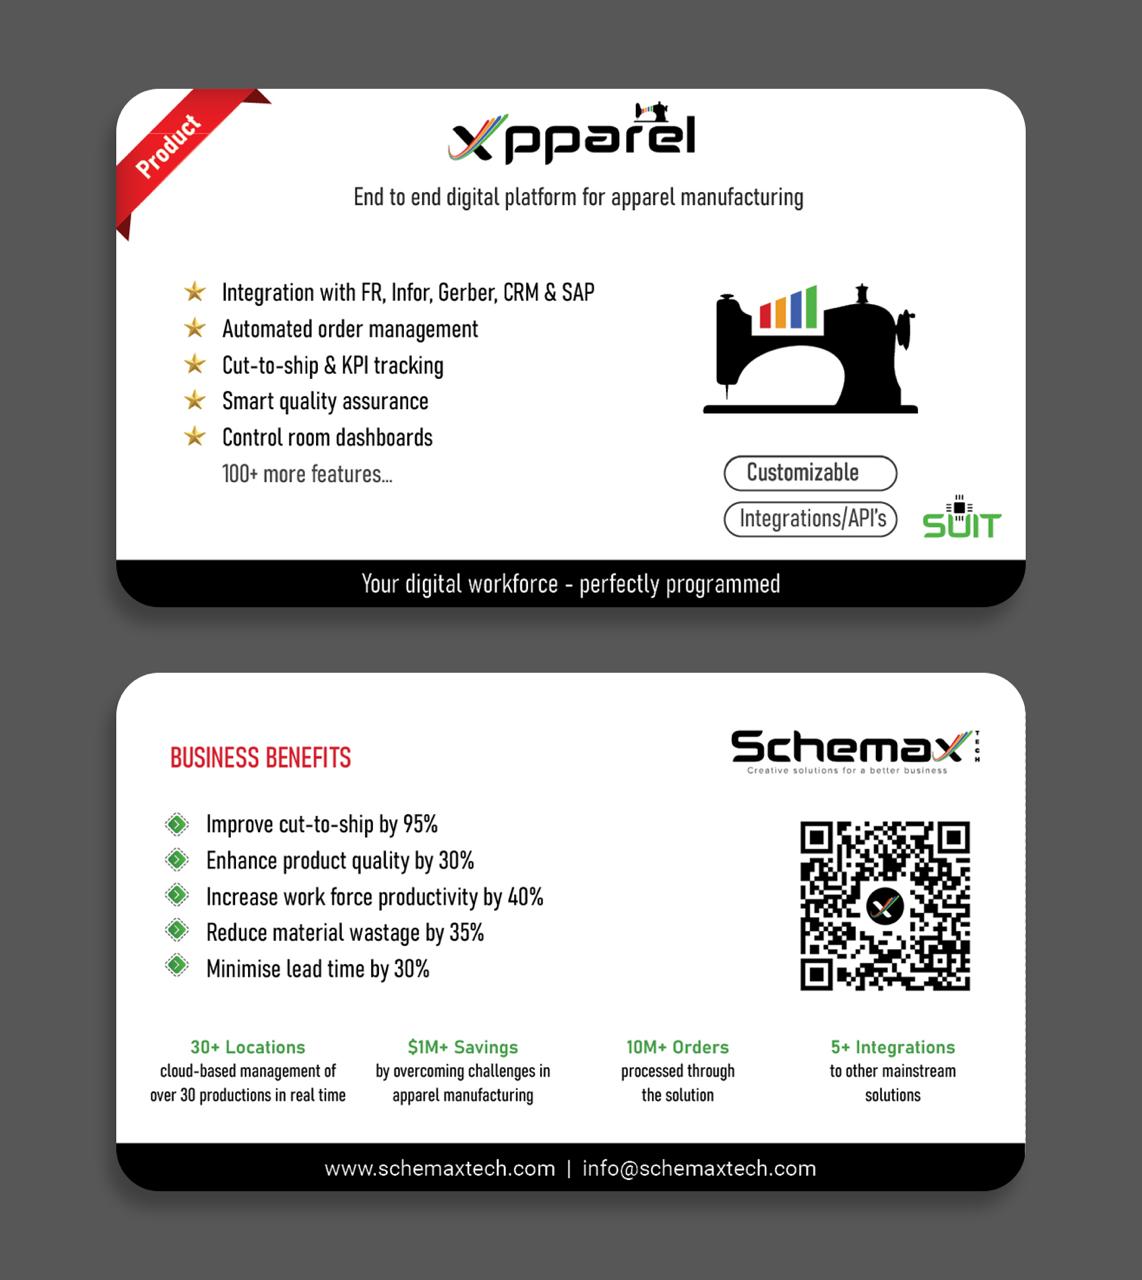 Product
xpparel
End to end digital platform for apparel manufacturing
Integration with FR, Infor, Gerber, CRM & SAP
Automated order management
Cut-to-ship & KPI tracking
Smart quality assurance
Control room dashboards
100+ more features...
Customizable
Integrations/API's
SUIT
Your digital workforce - perfectly programmed
BUSINESS BENEFITS
Schemax TECH
Creative solutions for a better business
Improve cut-to-ship by 95%
Enhance product quality by 30%
Increase work force productivity by 40%
Reduce material wastage by 35%
Minimise lead time by 30%
30+ Locations
cloud-based management of
over 30 productions in real time
$1M+ Savings
by overcoming challenges in
apparel manufacturing
10M+ Orders
processed through
the solution
5+ Integrations
to other mainstream
solutions
www.schemaxtech.com | info@schemaxtech.com